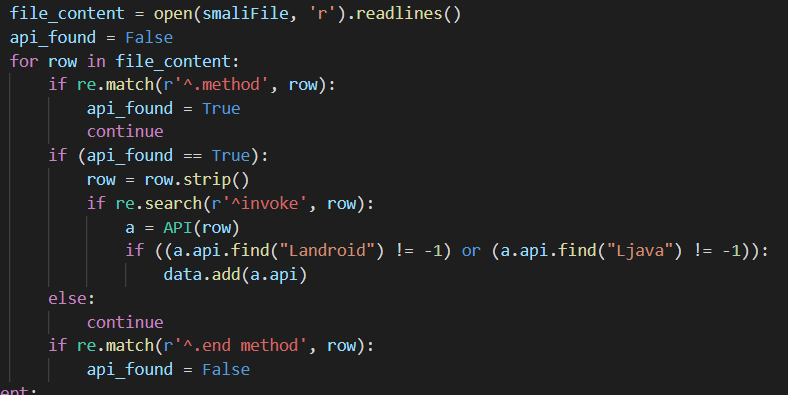 file_content = open(smaliFile, 'r').readlines()
api_found = False
for row in file_content:
    if re.match(r'^.method', row):
        api_found = True
        continue
    if (api_found == True):
        row = row.strip()
        if re.search(r'^invoke', row):
            a = API(row)
            if ((a.api.find("Landroid") != -1) or (a.api.find("Ljava") != -1)):
                data.add(a.api)
    else:
        continue
    if re.match(r'^.end method', row):
        api_found = False
ept: